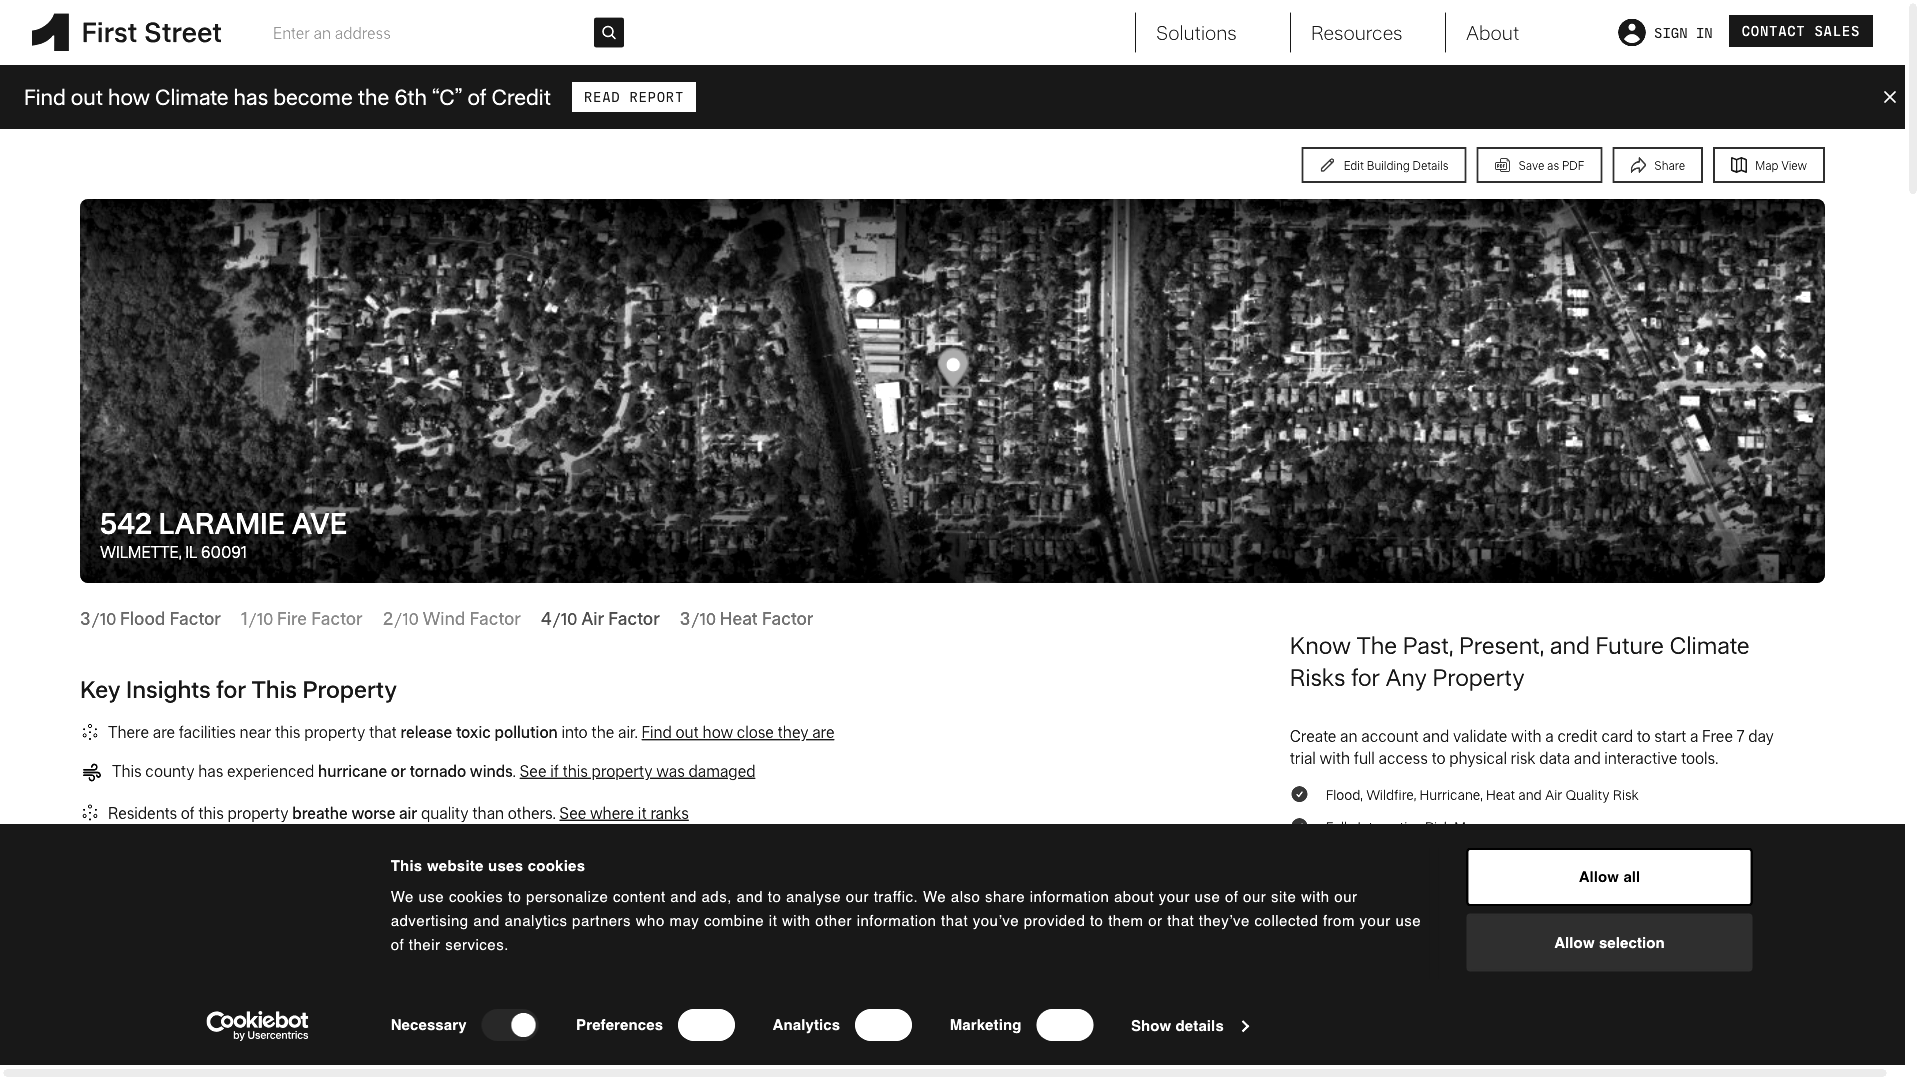 First Street
Enter an address
Solutions
Resources
About
SIGN IN
CONTACT SALES
Find out how Climate has become the 6th “C” of Credit
READ REPORT
Edit Building Details
Save as PDF
Share
Map View
542 LARAMIE AVE
WILMETTE, IL 60091
3/10 Flood Factor
1/10 Fire Factor
2/10 Wind Factor
4/10 Air Factor
3/10 Heat Factor
Key Insights for This Property
There are facilities near this property that release toxic pollution into the air. Find out how close they are
This county has experienced hurricane or tornado winds. See if this property was damaged
Residents of this property breathe worse air quality than others. See where it ranks
Know The Past, Present, and Future Climate
Risks for Any Property
Create an account and validate with a credit card to start a Free 7 day
trial with full access to physical risk data and interactive tools.
Flood, Wildfire, Hurricane, Heat and Air Quality Risk
This website uses cookies
We use cookies to personalize content and ads, and to analyse our traffic. We also share information about your use of our site with our
advertising and analytics partners who may combine it with other information that you’ve provided to them or that they’ve collected from your use
of their services.
Allow all
Allow selection
Cookiebot
by Usercentrics
Necessary
Preferences
Analytics
Marketing
Show details